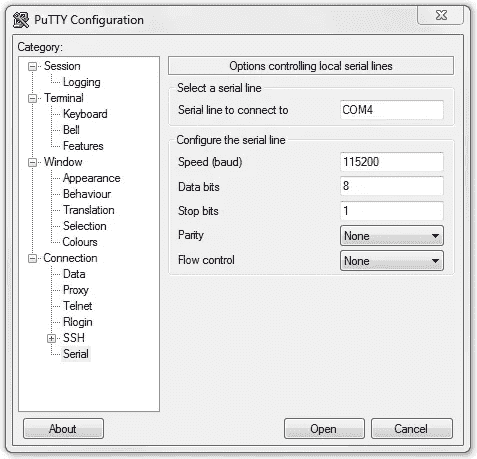 PuTTY Configuration
Category:
Session
Logging
Terminal
Keyboard
Bell
Features
Window
Appearance
Behaviour
Translation
Selection
Colours
Connection
Data
Proxy
Telnet
Rlogin
SSH
Serial
Options controlling local serial lines
Select a serial line
Serial line to connect to COM4
Configure the serial line
Speed (baud) 115200
Data bits 8
Stop bits 1
Parity None
Flow control None
About Open Cancel